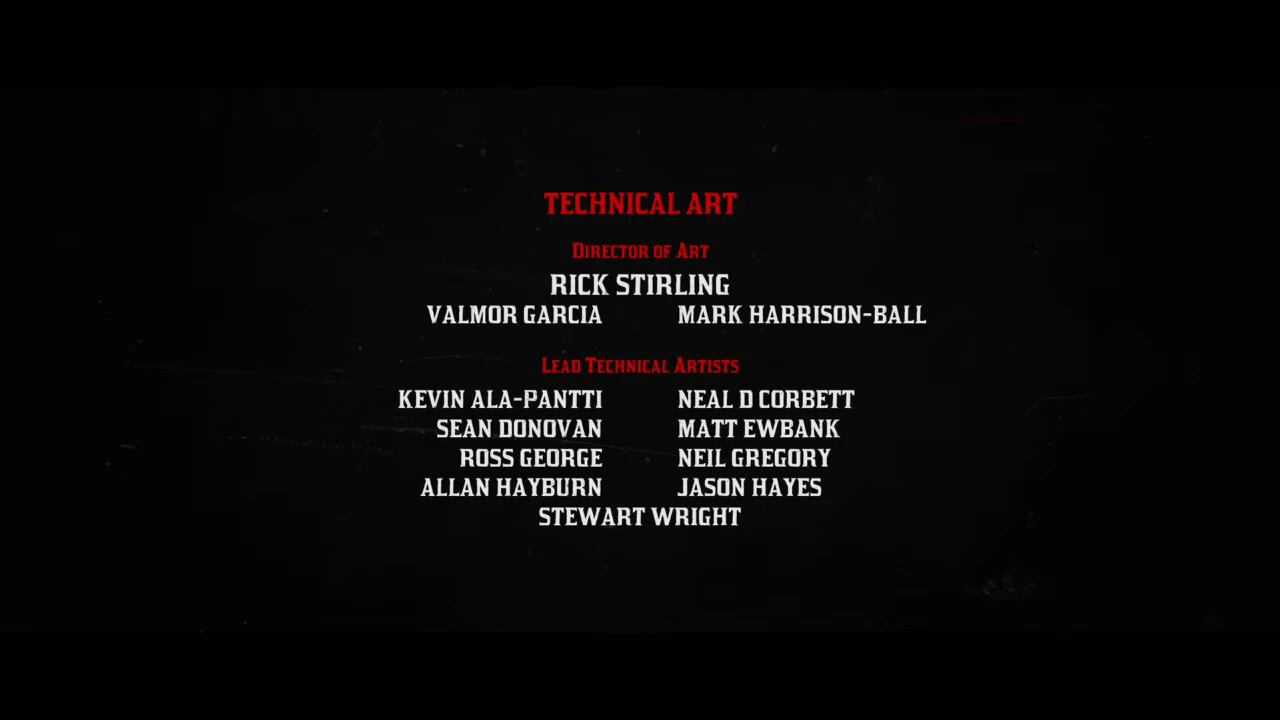 TECHNICAL ART
DIRECTOR OF ART
RICK STIRLING
VALMOR GARCIA MARK HARRISON-BALL
LEAD TECHNICAL ARTISTS
KEVIN ALA-PANTTI NEAL D CORBETT
SEAN DONOVAN MATT EWBANK
ROSS GEORGE NEIL GREGORY
ALLAN HAYBURN JASON HAYES
STEWART WRIGHT